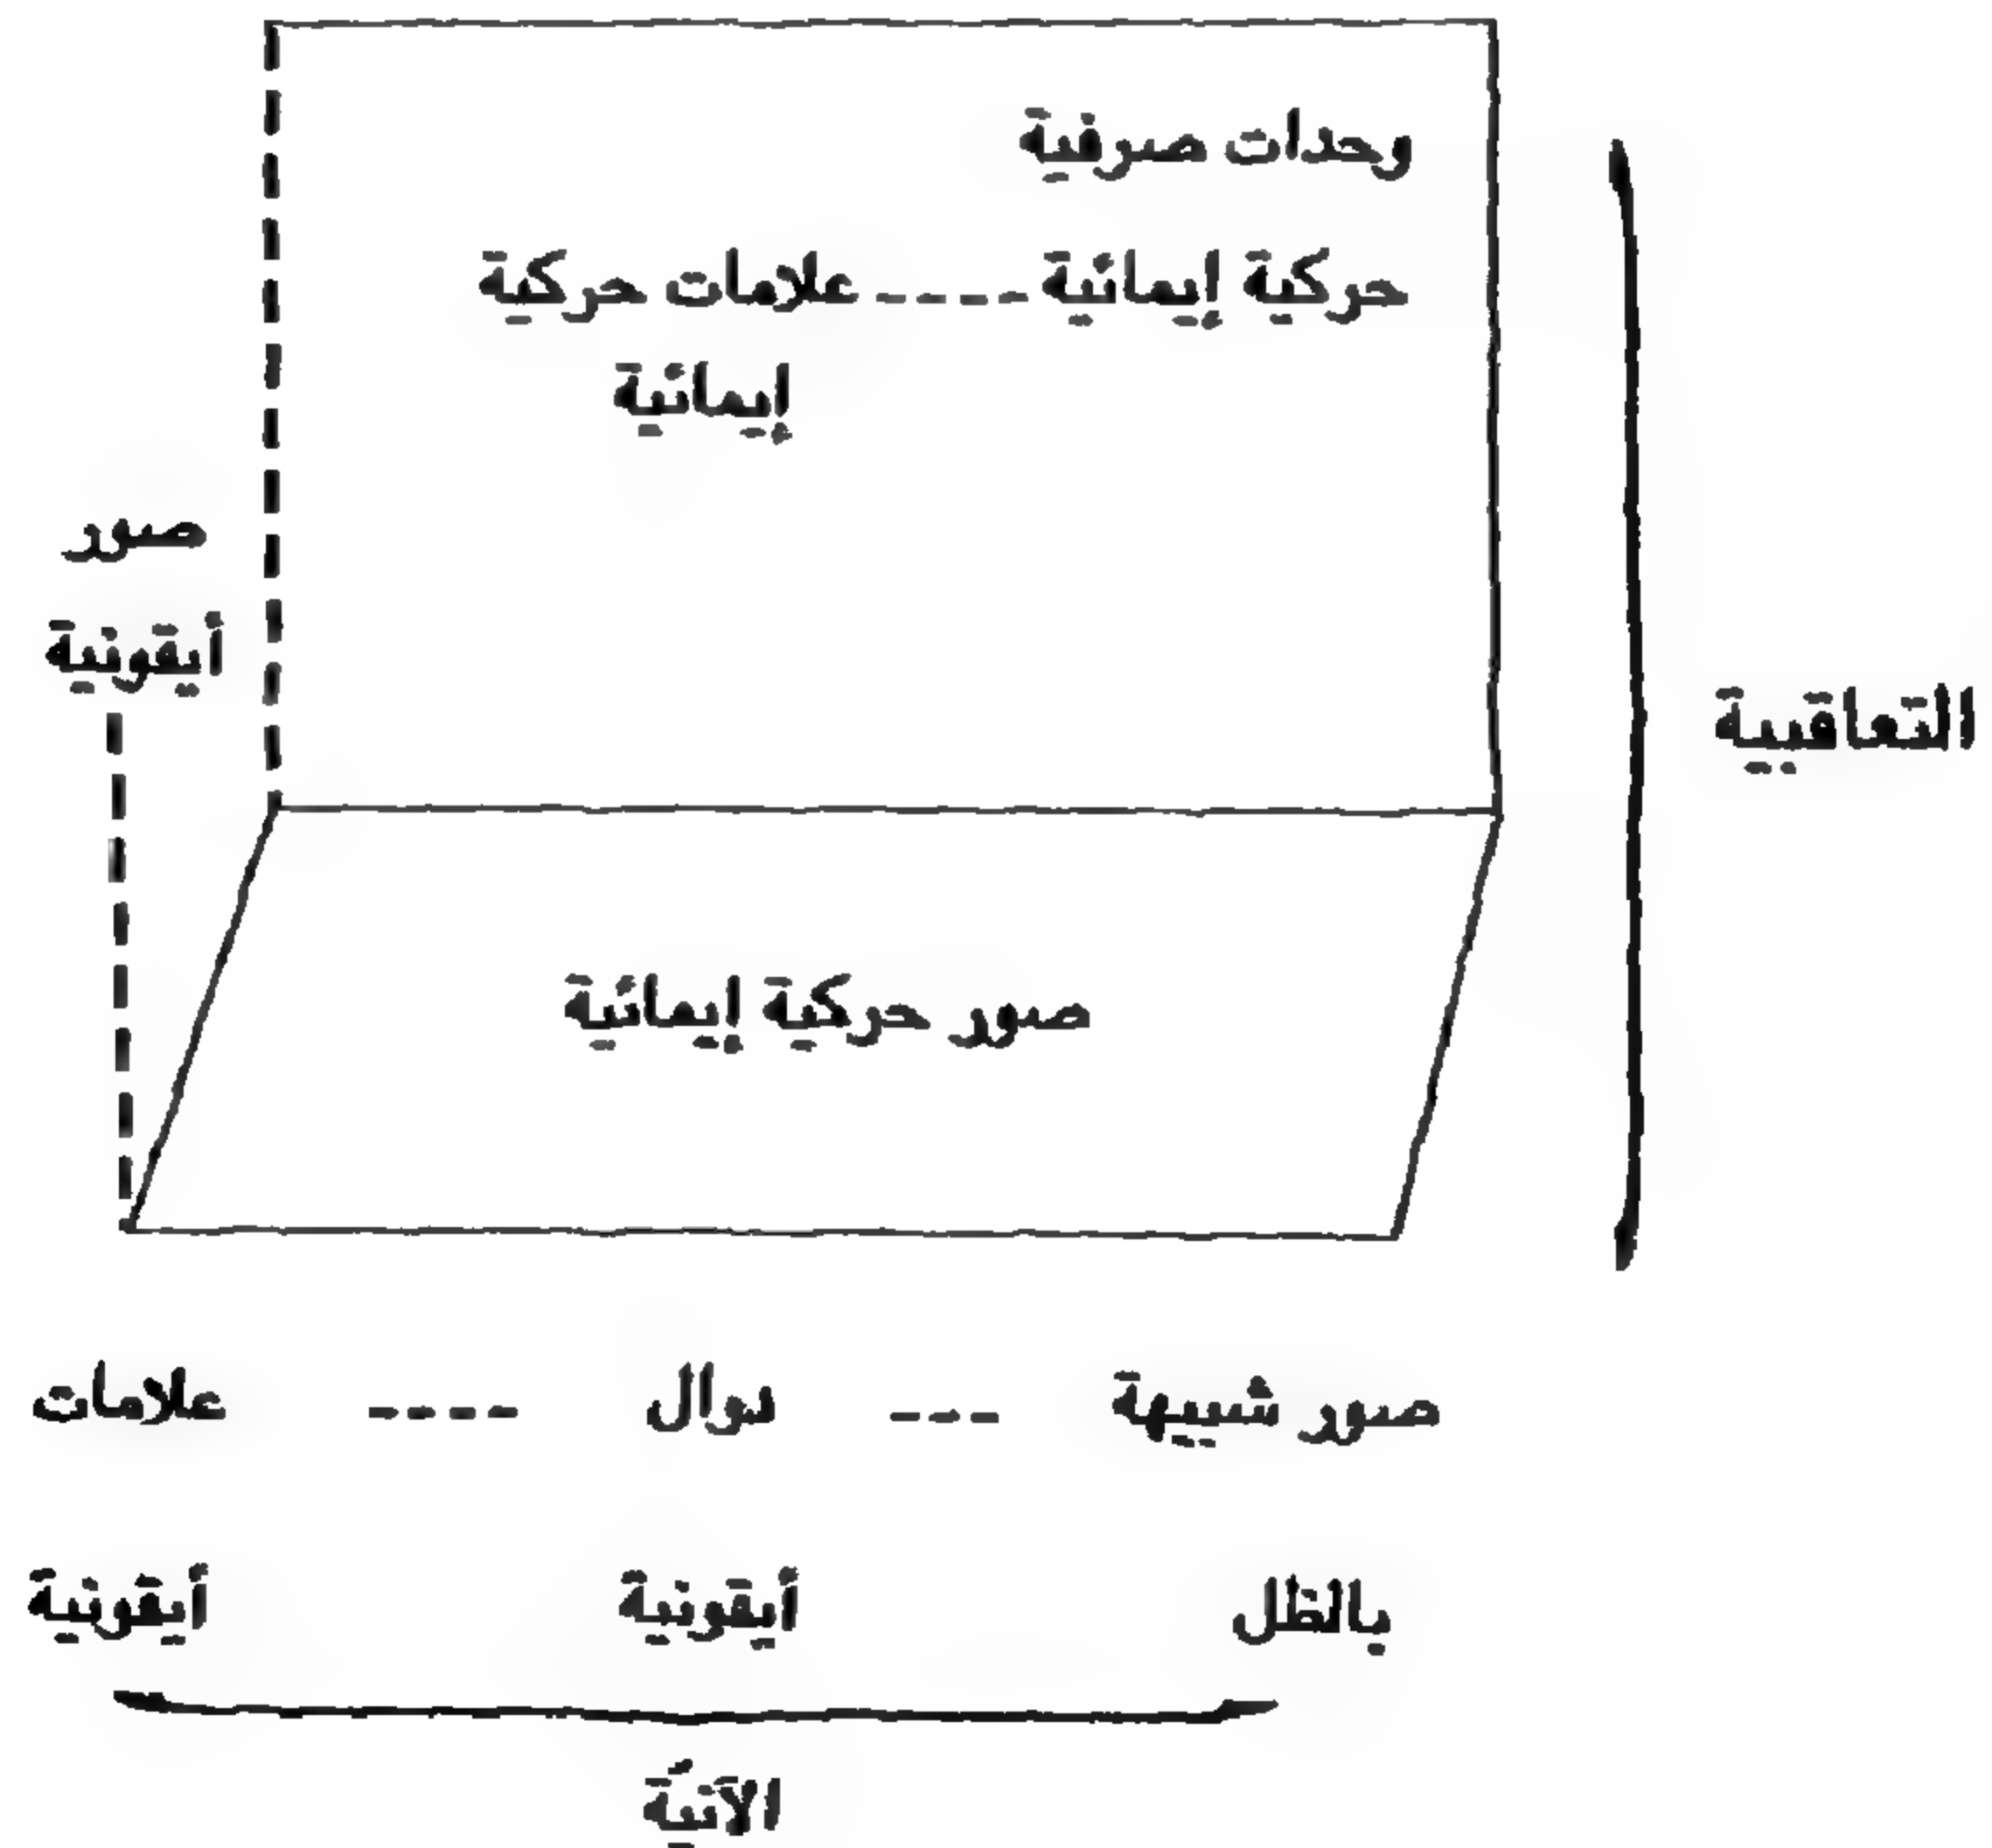 وحدات صرفية
حركية إيمائية ---- علامات حركية
إيمائية
صور
أيقونية
التعاقبية
صور حركية إيمائية
صور شبيهة --- دوال ---- علامات
بالظل أيقونية أيقونية
الآنيّة